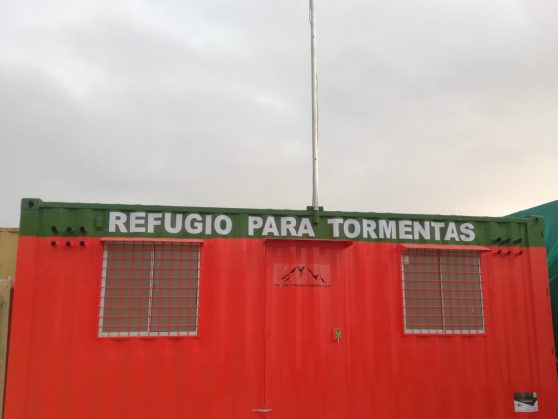 REFUGIO PARA TORMENTAS